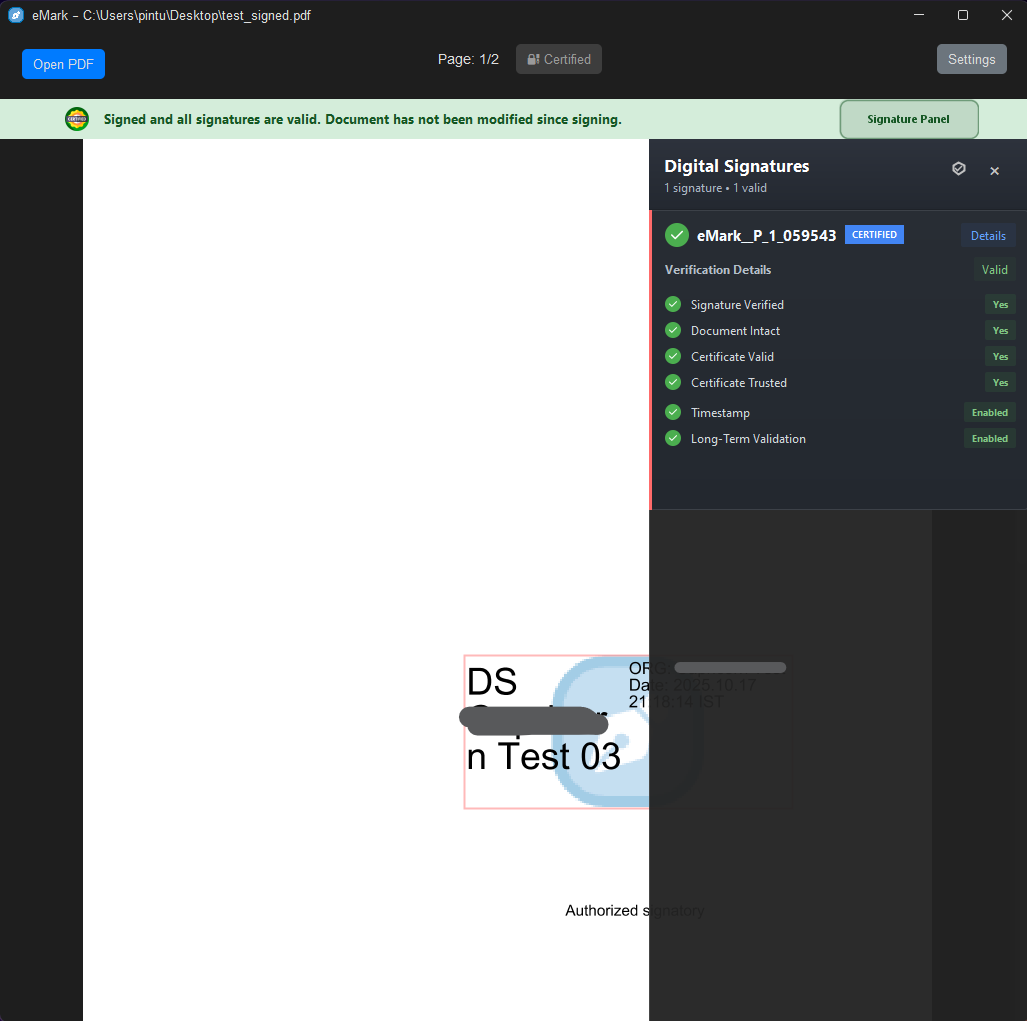 eMark - C:\Users\pintu\Desktop\test_signed.pdf
Open PDF
Page: 1/2
Certified
Settings
CERTIFIED
Signed and all signatures are valid. Document has not been modified since signing.
Signature Panel
Digital Signatures
1 signature • 1 valid
eMark__P_1_059543
CERTIFIED
Details
Verification Details
Valid
Signature Verified
Yes
Document Intact
Yes
Certificate Valid
Yes
Certificate Trusted
Yes
Timestamp
Enabled
Long-Term Validation
Enabled
DS
n Test 03
ORG:
Date: 2025.10.17
21:18:14 IST
Authorized signatory